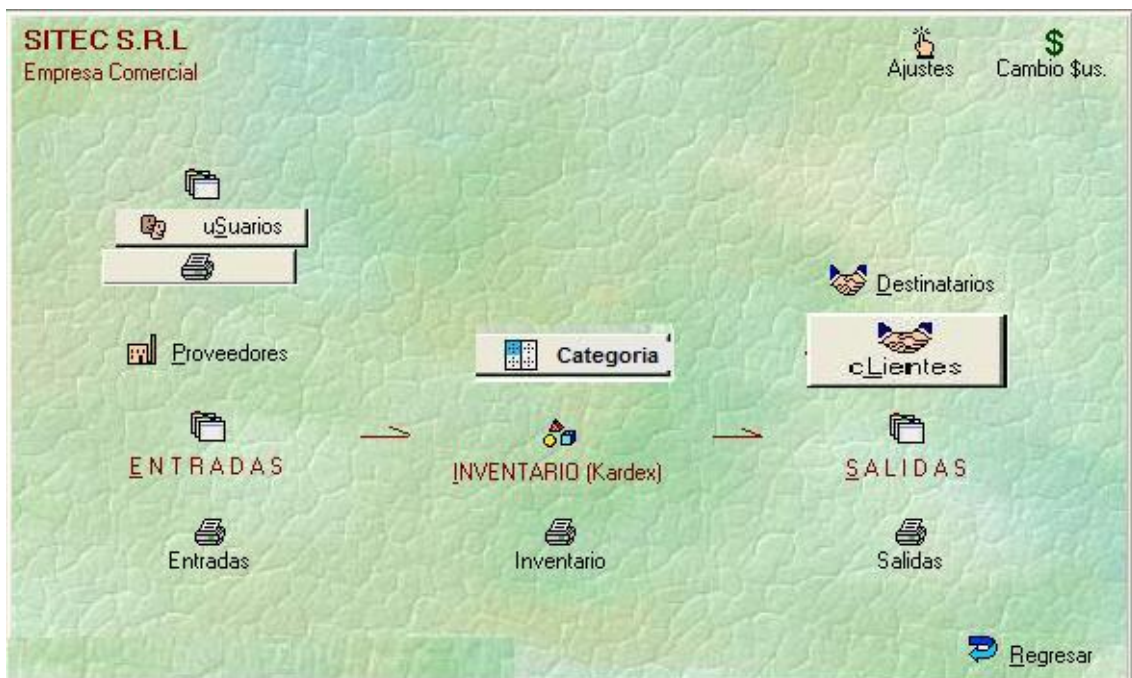 SITEC S.R.L
Empresa Comercial
Ajustes
$
Cambio $us.
uSuarios
Destinatarios
Proveedores
Categoria
cLientes
ENTRADAS
INVENTARIO (Kardex)
SALIDAS
Entradas
Inventario
Salidas
Regresar